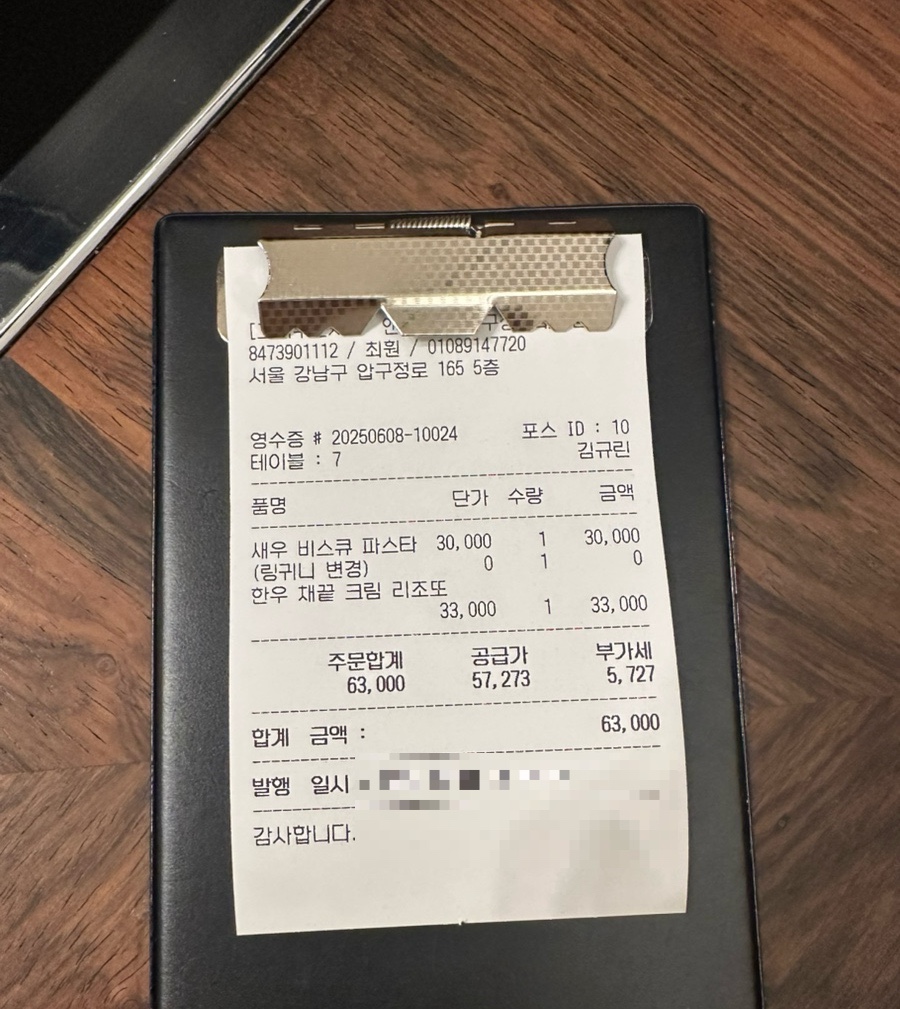 8473901112 / 최훤 / 01089147720
서울 강남구 압구정로 165 5층
영수증 # 20250608-10024 포스 ID : 10
테이블 : 7 김규린
품명 단가 수량 금액
새우 비스큐 파스타 30,000 1 30,000
(링귀니 변경) 0 1 0
한우 채끝 크림 리조또
33,000 1 33,000
주문합계 공급가 부가세
63,000 57,273 5,727
합계 금액 : 63,000
발행 일시
감사합니다.